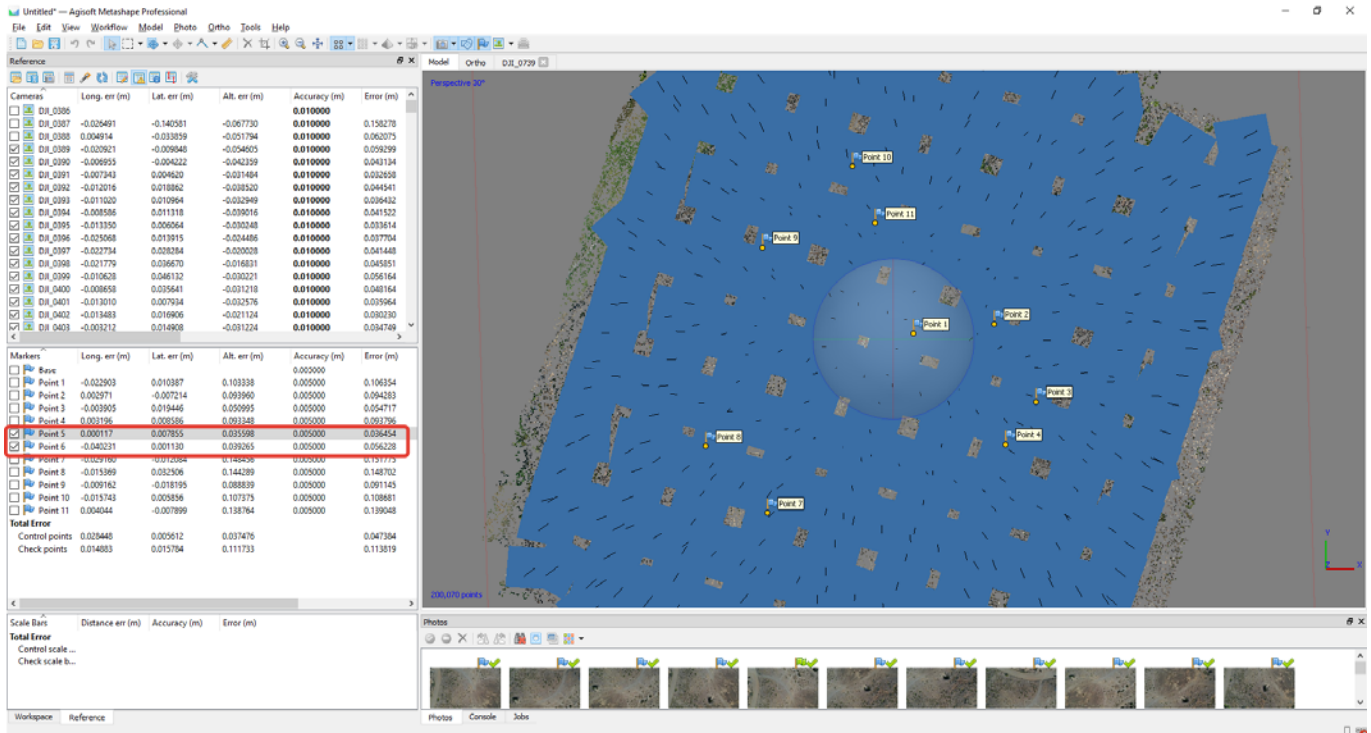 Untitled* — Agisoft Metashape Professional
File Edit View Workflow Model Photo Ortho Tools Help
Reference
Model Ortho DJI_0739
Cameras Long. err (m) Lat. err (m) Alt. err (m) Accuracy (m) Error (m)
Perspective 30°
DJI_0386 0.010000
DJI_0387 -0.026491 -0.140581 -0.067730 0.010000 0.158278
DJI_0388 0.004914 -0.033859 -0.051794 0.010000 0.062075
DJI_0389 -0.020921 -0.009848 -0.054605 0.010000 0.059299
DJI_0390 -0.006955 -0.004222 -0.042359 0.010000 0.043134
DJI_0391 -0.007343 0.004620 -0.031484 0.010000 0.032658
DJI_0392 -0.012016 0.018862 -0.038520 0.010000 0.044541
DJI_0393 -0.011020 0.010964 -0.032949 0.010000 0.036432
DJI_0394 -0.008586 0.011318 -0.039016 0.010000 0.041522
DJI_0395 -0.013350 0.006064 -0.030248 0.010000 0.033614
DJI_0396 -0.025068 0.013915 -0.024486 0.010000 0.037704
DJI_0397 -0.022734 0.028284 -0.020028 0.010000 0.041448
DJI_0398 -0.021779 0.036670 -0.016831 0.010000 0.045851
DJI_0399 -0.010628 0.046132 -0.030221 0.010000 0.056164
DJI_0400 -0.008658 0.035641 -0.031218 0.010000 0.048164
DJI_0401 -0.013010 0.007934 -0.032576 0.010000 0.035964
DJI_0402 -0.013483 0.016906 -0.021124 0.010000 0.030230
DJI_0403 -0.003212 0.014908 -0.031224 0.010000 0.034749
Markers Long. err (m) Lat. err (m) Alt. err (m) Accuracy (m) Error (m)
Base 0.005000
Point 1 -0.022903 0.010387 0.103338 0.005000 0.106354
Point 2 0.002971 -0.007214 0.093960 0.005000 0.094283
Point 3 -0.003905 0.019446 0.050995 0.005000 0.054717
Point 4 0.003196 0.008586 0.093348 0.005000 0.093796
Point 5 0.000117 0.007855 0.035598 0.005000 0.036454
Point 6 -0.040231 0.001130 0.039265 0.005000 0.056228
Point 7 -0.029160 -0.012084 0.148456 0.005000 0.151775
Point 8 -0.015369 0.032506 0.144289 0.005000 0.148702
Point 9 -0.009162 -0.018195 0.088839 0.005000 0.091145
Point 10 -0.015743 0.005856 0.107375 0.005000 0.108681
Point 11 0.004044 -0.007899 0.138764 0.005000 0.139048
Total Error
Control points 0.028448 0.005612 0.037476 0.047384
Check points 0.014883 0.015784 0.111733 0.113819
Point 10
Point 11
Point 9
Point 2
Point 1
Point 3
Point 4
Point 8
Point 7
Y
Z X
200,070 points
Scale Bars Distance err (m) Accuracy (m) Error (m)
Total Error
Control scale ...
Check scale b...
Photos
Workspace Reference
Photos Console Jobs